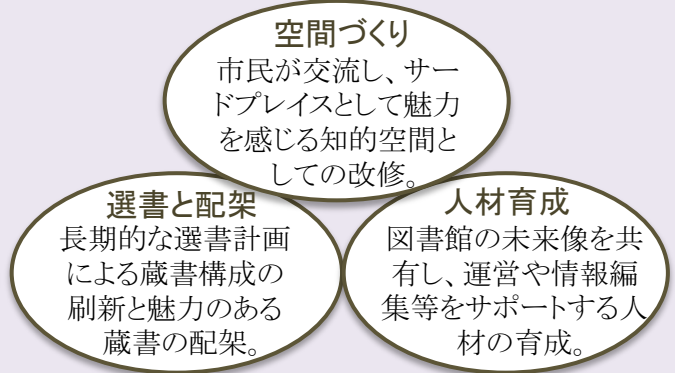 空間づくり
市民が交流し、サー
ドプレイスとして魅力
を感じる知的空間と
しての改修。
選書と配架
長期的な選書計画
による蔵書構成の
刷新と魅力のある
蔵書の配架。
人材育成
図書館の未来像を共
有し、運営や情報編
集等をサポートする人
材の育成。